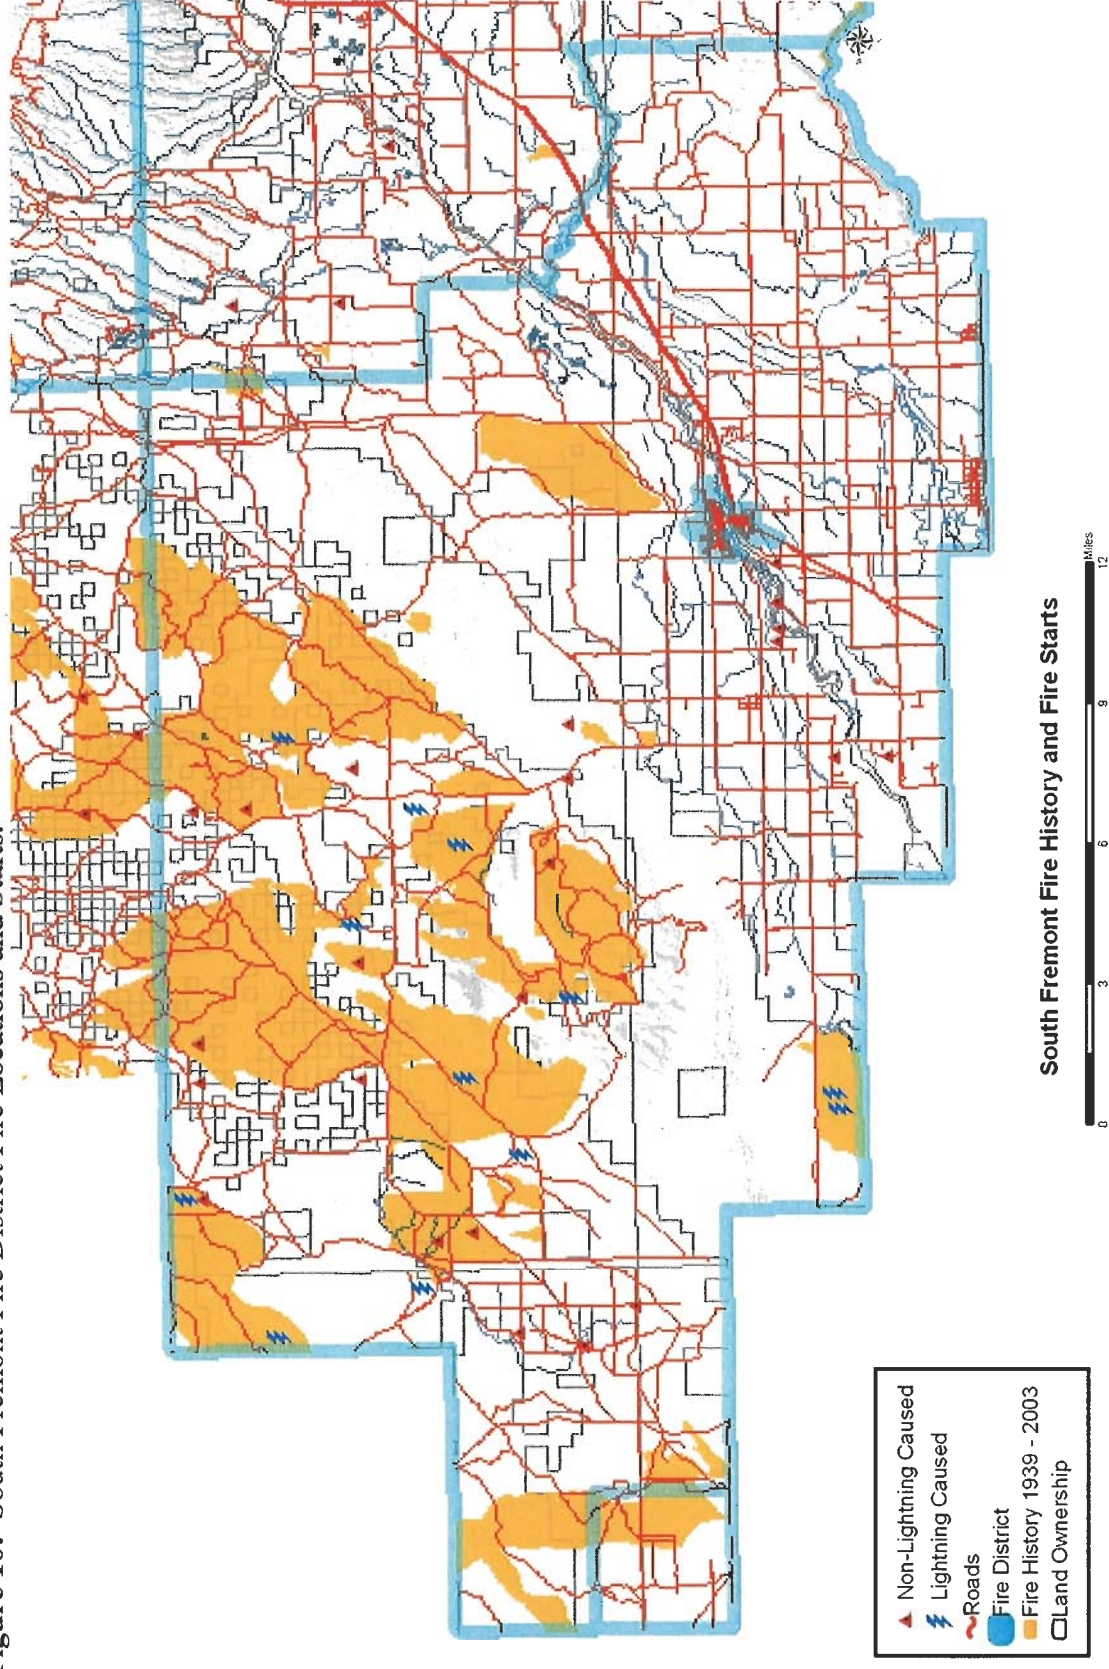 South Fremont Fire History and Fire Starts
0 3 6 9 12 Miles
Non-Lightning Caused
Lightning Caused
Roads
Fire District
Fire History 1939 - 2003
Land Ownership